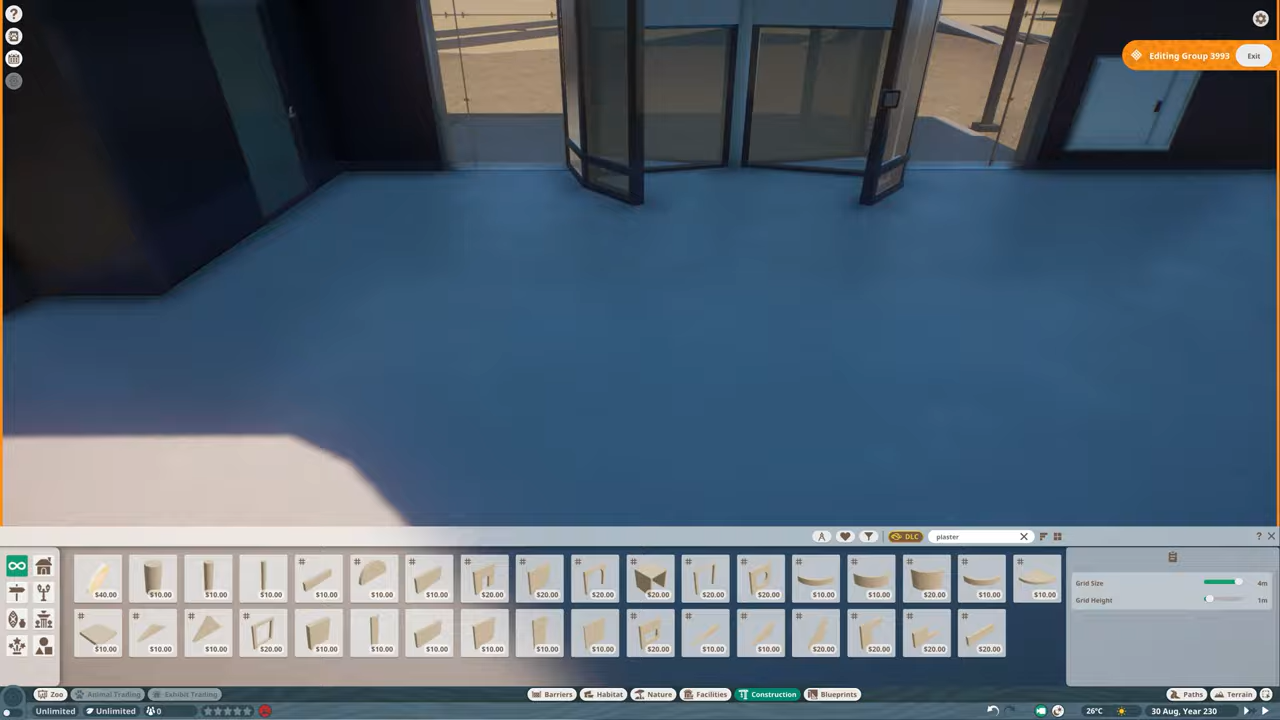 ?
Editing Group 3993
Exit
DLC
plaster
?
$40.00 $10.00 $10.00 $10.00 $10.00 $10.00 $10.00 $20.00 $20.00 $20.00 $20.00 $20.00 $20.00 $10.00 $10.00 $20.00 $10.00 $10.00
Grid Size 4m
Grid Height 1m
$10.00 $10.00 $10.00 $20.00 $10.00 $10.00 $10.00 $10.00 $10.00 $10.00 $20.00 $10.00 $10.00 $20.00 $20.00 $20.00 $20.00
Zoo Animal Trading Exhibit Trading Barriers Habitat Nature Facilities Construction Blueprints Paths Terrain
Unlimited Unlimited 0 26°C 30 Aug, Year 230